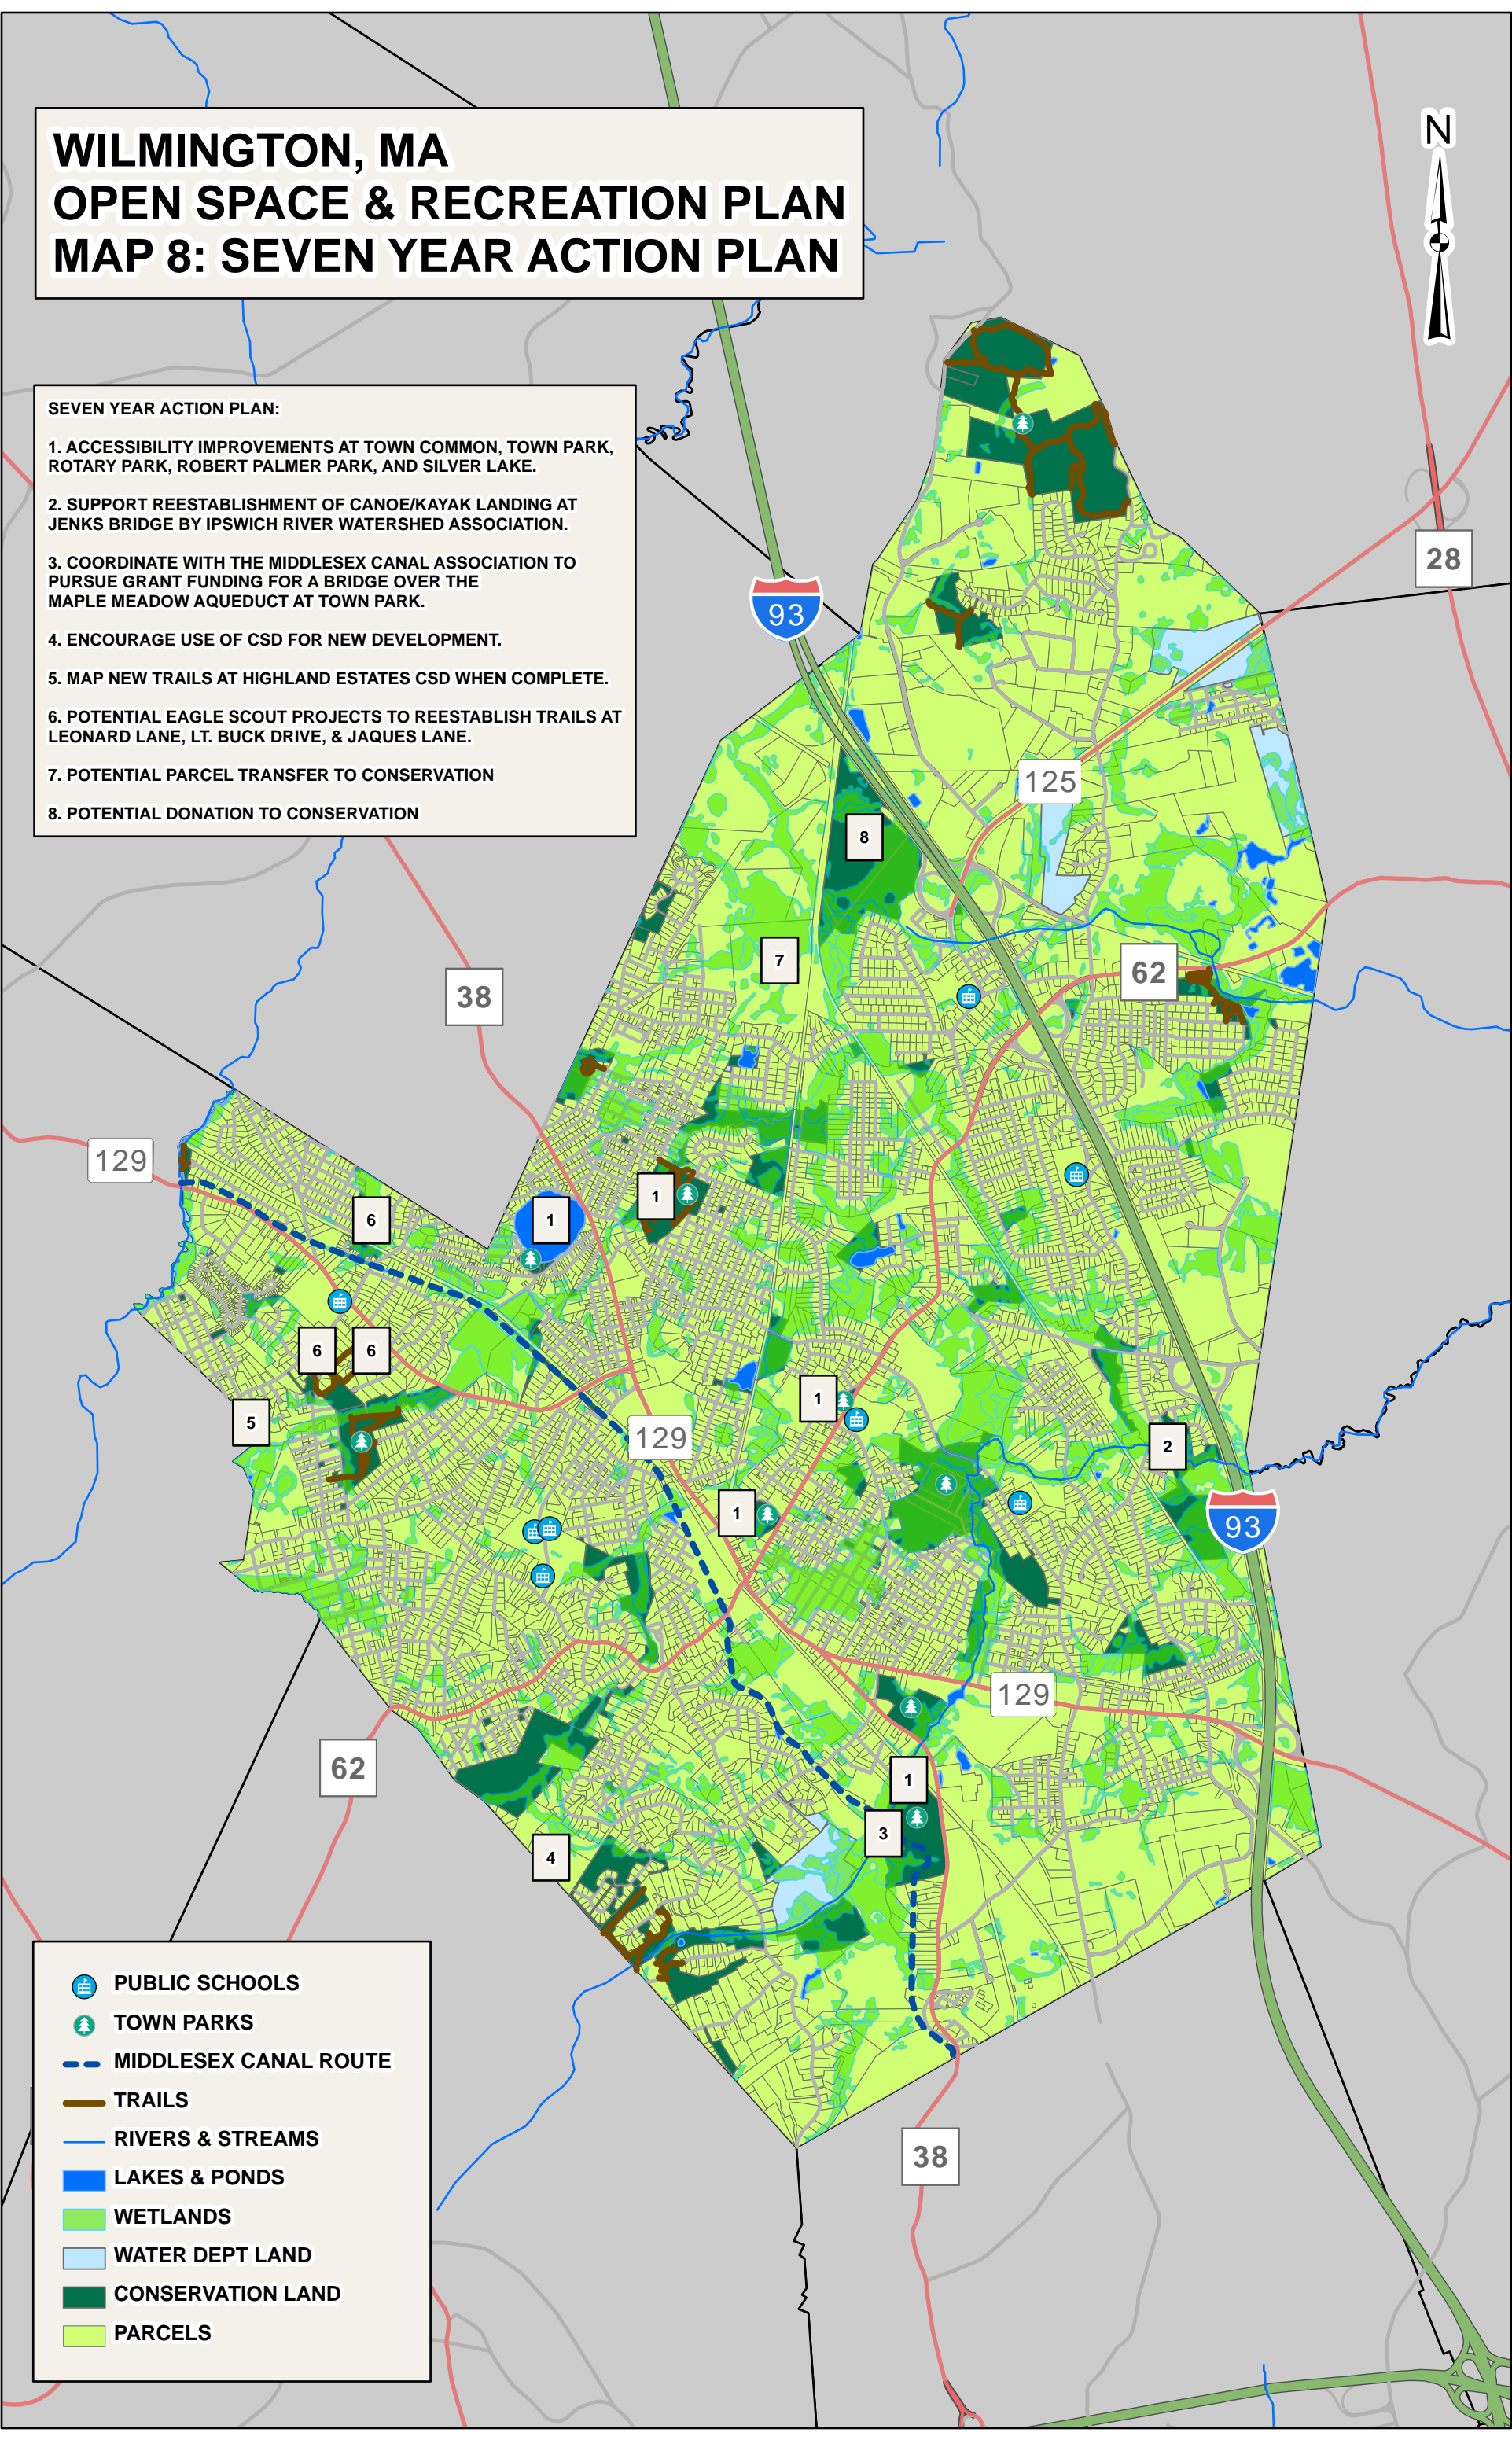 WILMINGTON, MA
OPEN SPACE & RECREATION PLAN
MAP 8: SEVEN YEAR ACTION PLAN
N
SEVEN YEAR ACTION PLAN:
1. ACCESSIBILITY IMPROVEMENTS AT TOWN COMMON, TOWN PARK,
ROTARY PARK, ROBERT PALMER PARK, AND SILVER LAKE.
2. SUPPORT REESTABLISHMENT OF CANOE/KAYAK LANDING AT
JENKS BRIDGE BY IPSWICH RIVER WATERSHED ASSOCIATION.
3. COORDINATE WITH THE MIDDLESEX CANAL ASSOCIATION TO
PURSUE GRANT FUNDING FOR A BRIDGE OVER THE
MAPLE MEADOW AQUEDUCT AT TOWN PARK.
4. ENCOURAGE USE OF CSD FOR NEW DEVELOPMENT.
5. MAP NEW TRAILS AT HIGHLAND ESTATES CSD WHEN COMPLETE.
6. POTENTIAL EAGLE SCOUT PROJECTS TO REESTABLISH TRAILS AT
LEONARD LANE, LT. BUCK DRIVE, & JAQUES LANE.
7. POTENTIAL PARCEL TRANSFER TO CONSERVATION
8. POTENTIAL DONATION TO CONSERVATION
28
93
125
8
7
62
38
129
1
6
1
6
6
1
5
129
2
1
93
129
62
1
3
4
38
PUBLIC SCHOOLS
TOWN PARKS
MIDDLESEX CANAL ROUTE
TRAILS
RIVERS & STREAMS
LAKES & PONDS
WETLANDS
WATER DEPT LAND
CONSERVATION LAND
PARCELS